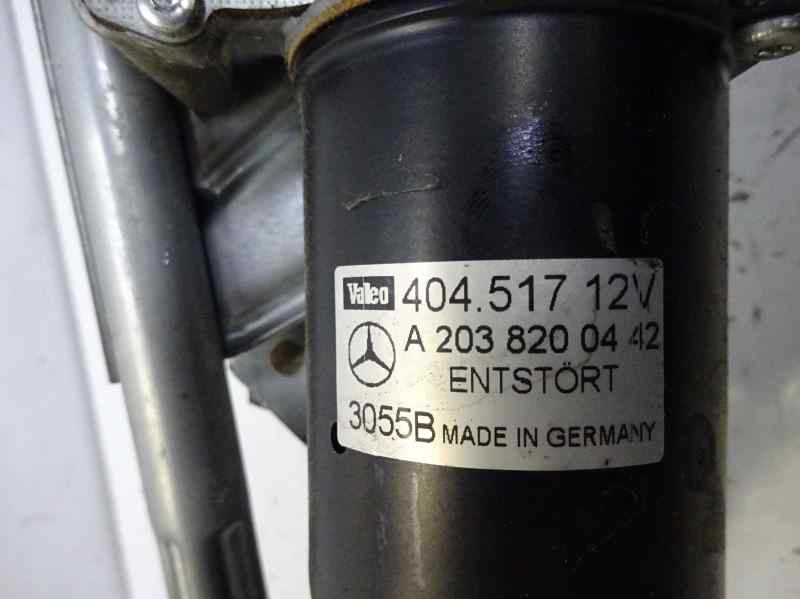 Valeo 404.517 12V
A 203 820 04 42
ENTSTÖRT
3055B MADE IN GERMANY